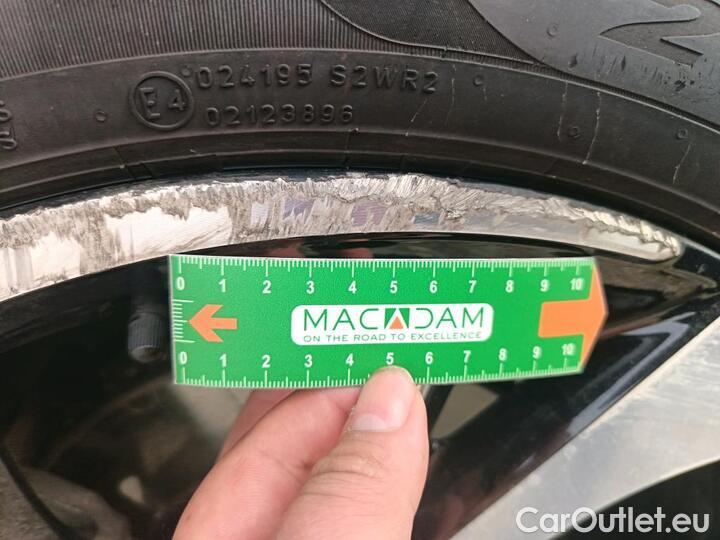 E4 024195 S2WR2
02123896
0 1 2 3 4 5 6 7 8 9 10
MACADAM
ON THE ROAD TO EXCELLENCE
0 1 2 3 4 5 6 7 8 9 10
CarOutlet.eu